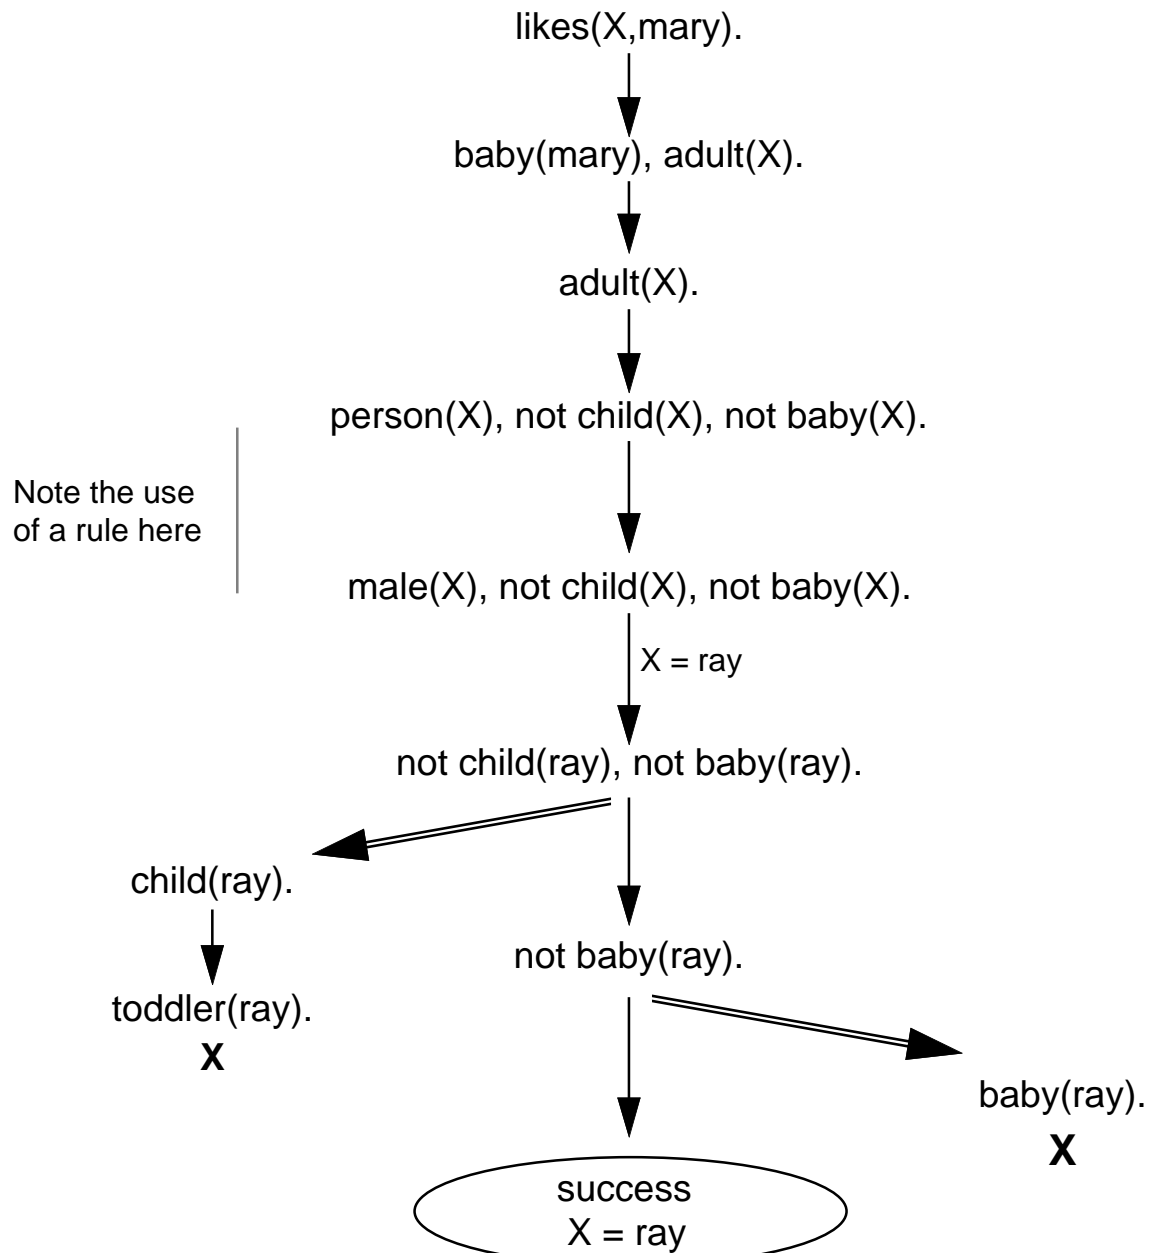 likes(X,mary).
baby(mary), adult(X).
adult(X).
person(X), not child(X), not baby(X).
Note the use
of a rule here
male(X), not child(X), not baby(X).
X = ray
not child(ray), not baby(ray).
child(ray).
not baby(ray).
toddler(ray).
X
baby(ray).
X
success
X = ray